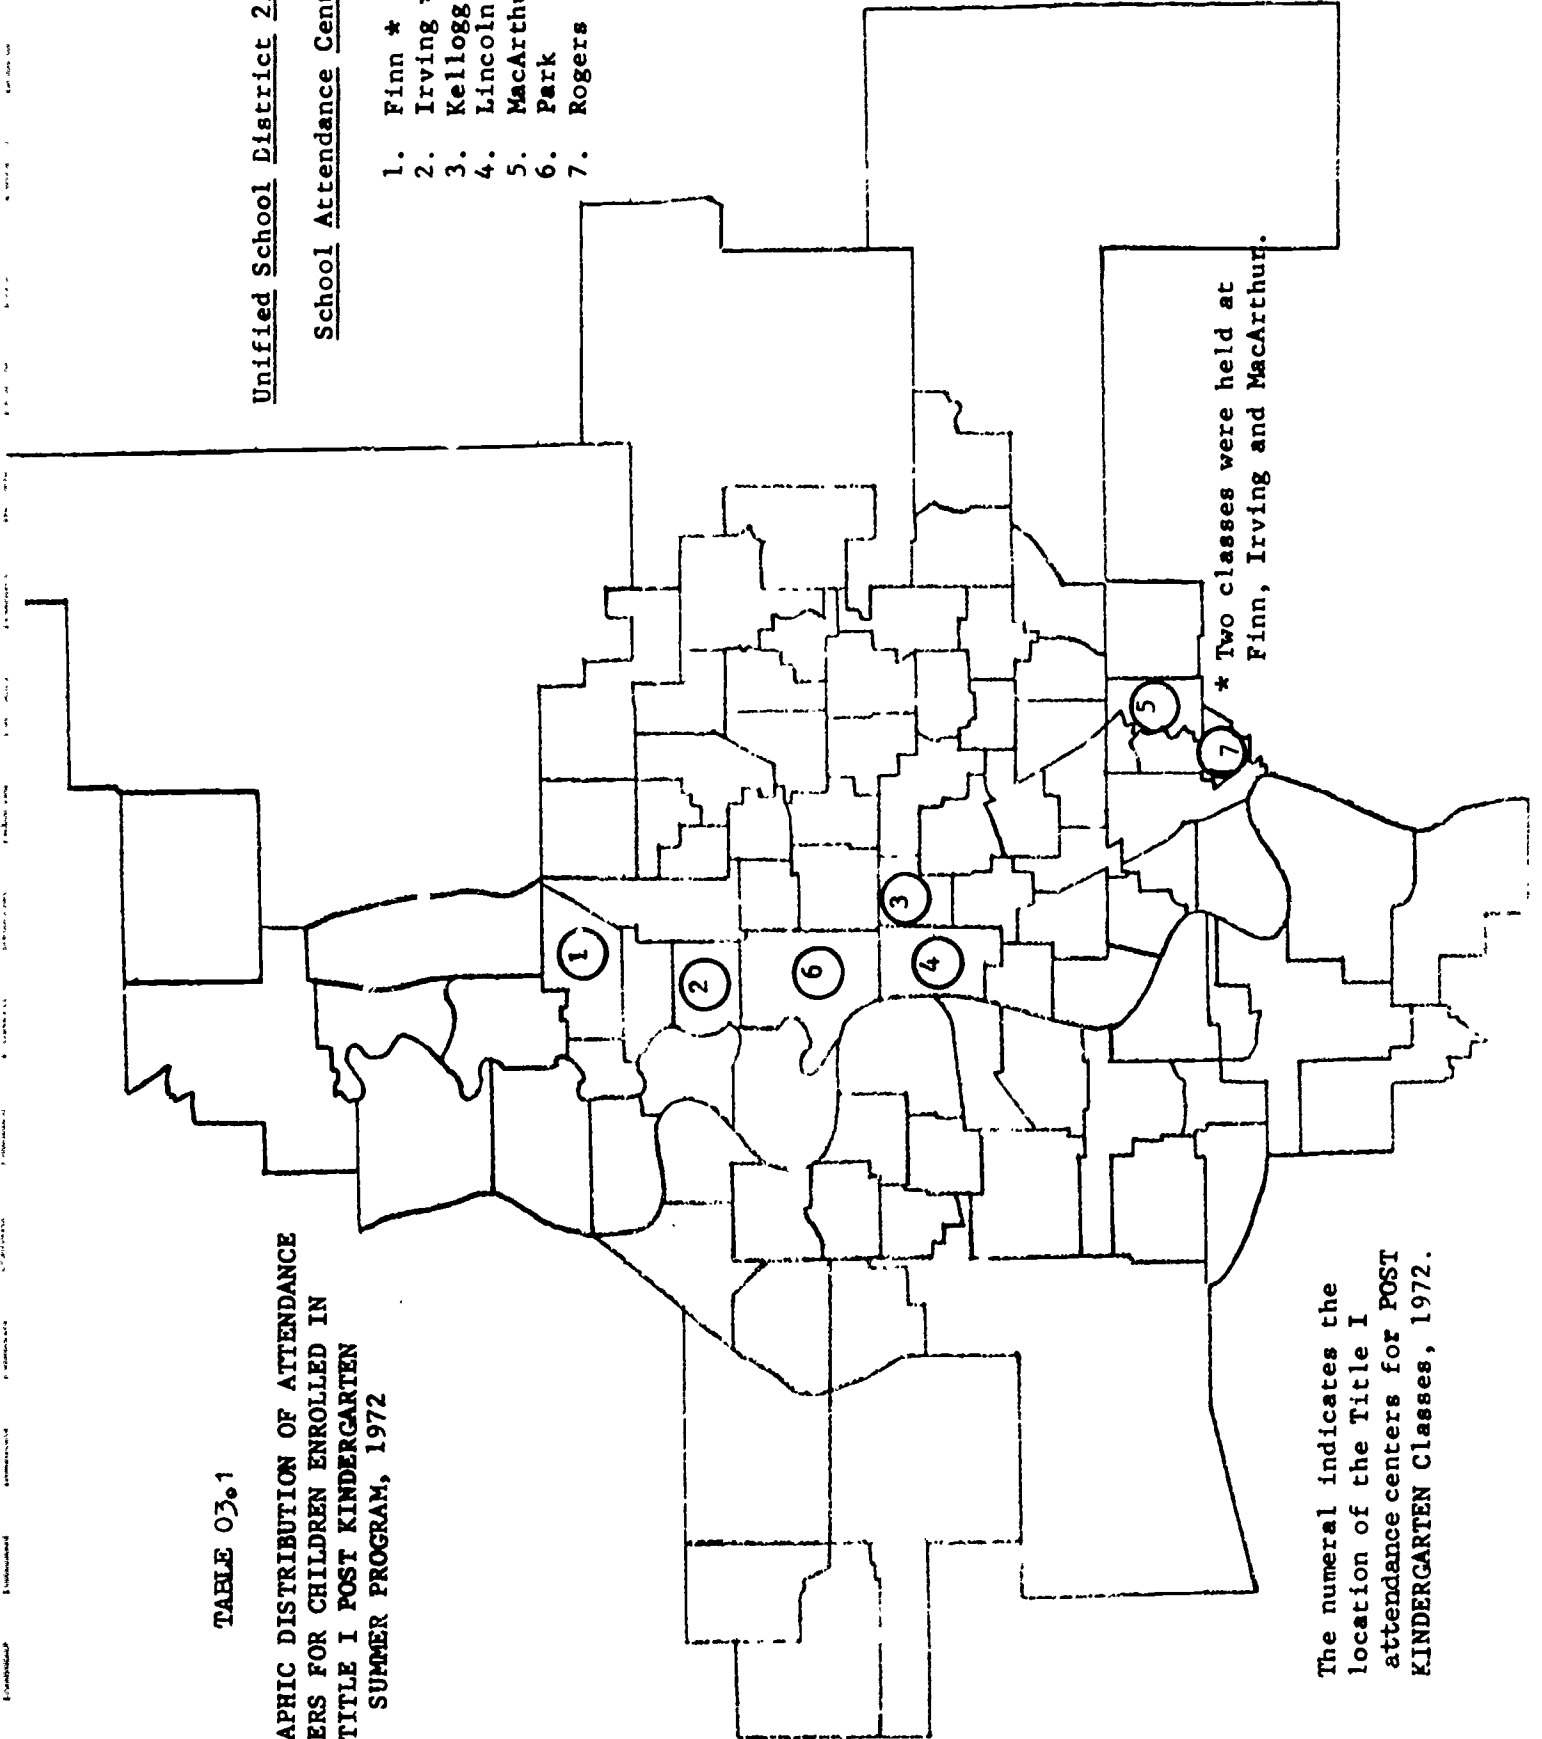 TABLE 03.1
APHIC DISTRIBUTION OF ATTENDANCE
ERS FOR CHILDREN ENROLLED IN
TITLE I POST KINDERGARTEN
SUMMER PROGRAM, 1972
Unified School District 2
School Attendance Cen
1. Finn *
2. Irving
3. Kellogg
4. Lincoln
5. MacArthu
6. Park
7. Rogers
1
2
6
3
4
5
7
* Two classes were held at
Finn, Irving and MacArthur.
The numeral indicates the
location of the Title I
attendance centers for POST
KINDERGARTEN Classes, 1972.